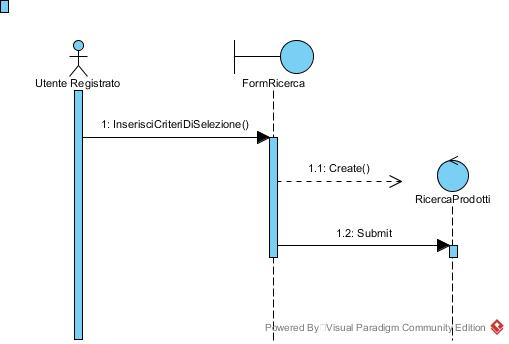 Utente Registrato
FormRicerca
1: InserisciCriteriDiSelezione()
1.1: Create()
RicercaProdotti
1.2: Submit
Powered By Visual Paradigm Community Edition